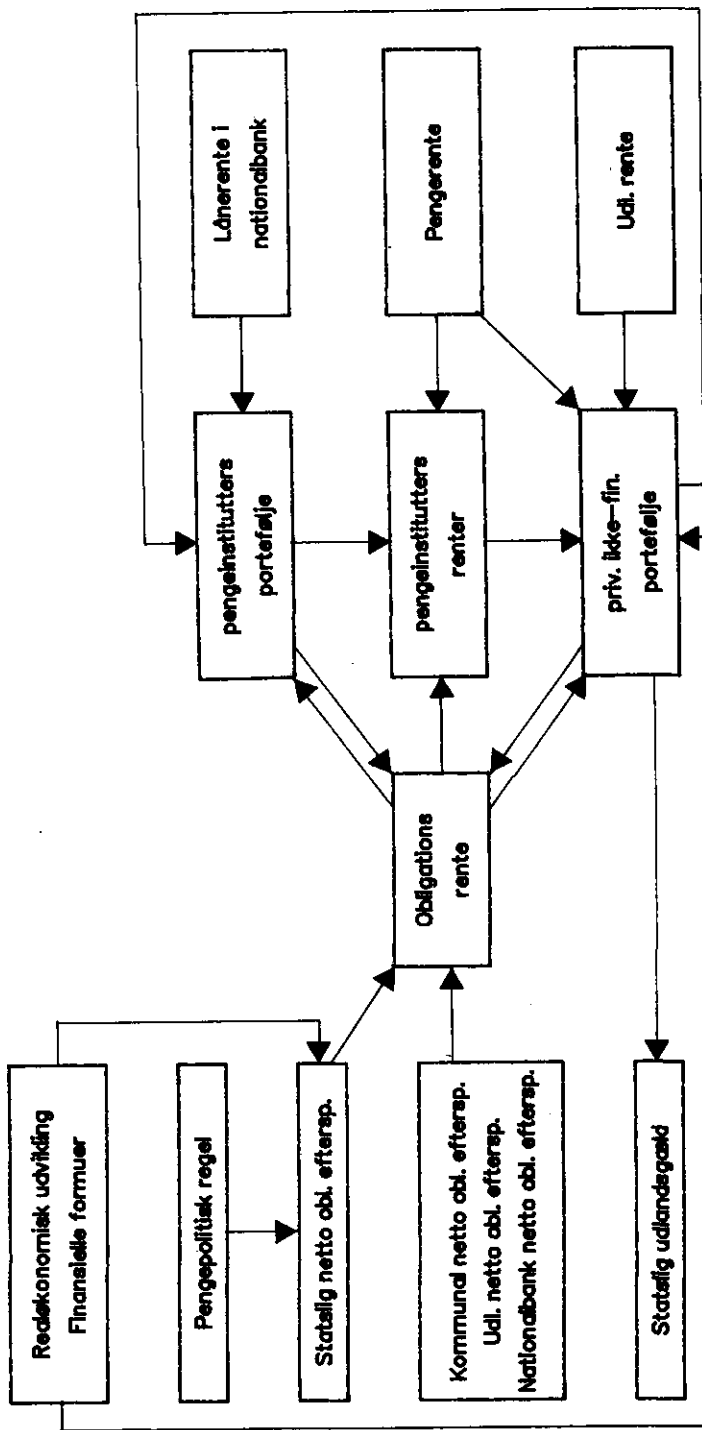 Realøkonomisk udvikling
Finansielle formuer
Pengepolitisk regel
Statslig netto obl. eftersp.
Kommunal netto obl. eftersp.
Udl. netto obl. eftersp.
Nationalbank netto obl. eftersp.
Statslig udlandsgæld
Obligations
rente
pengeinstitutters
portefølje
pengeinstitutters
renter
priv. ikke-fin.
portefølje
Lånerente i
nationalbank
Pengerente
Udl. rente